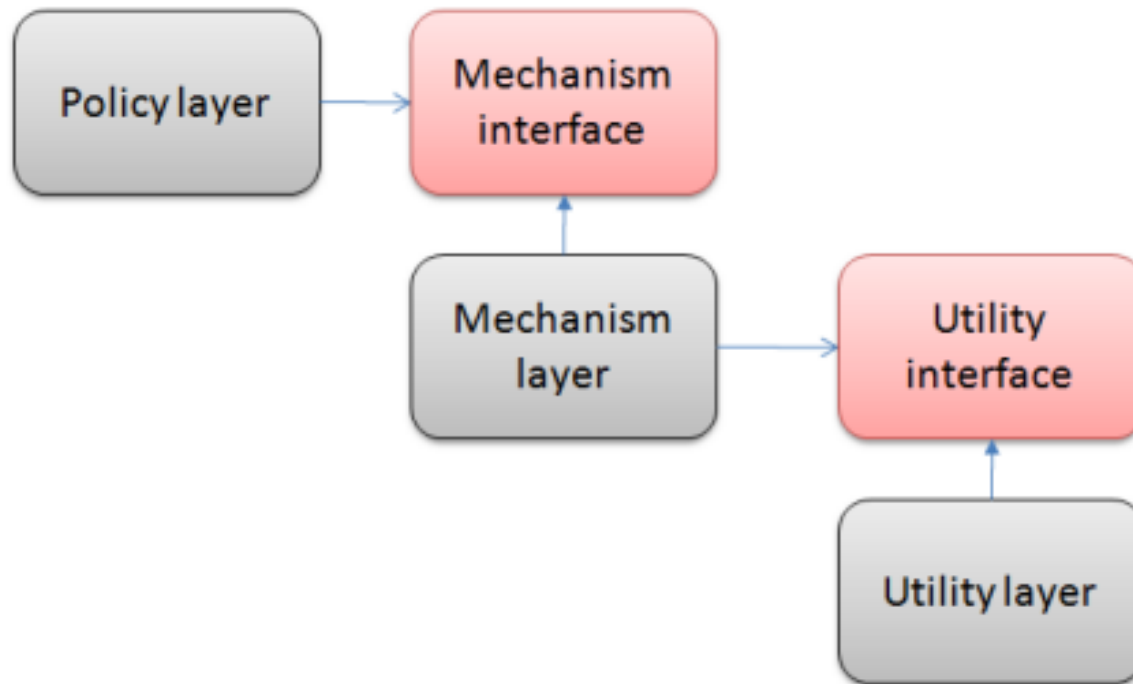 Policy layer
Mechanism
interface
Mechanism
layer
Utility
interface
Utility layer